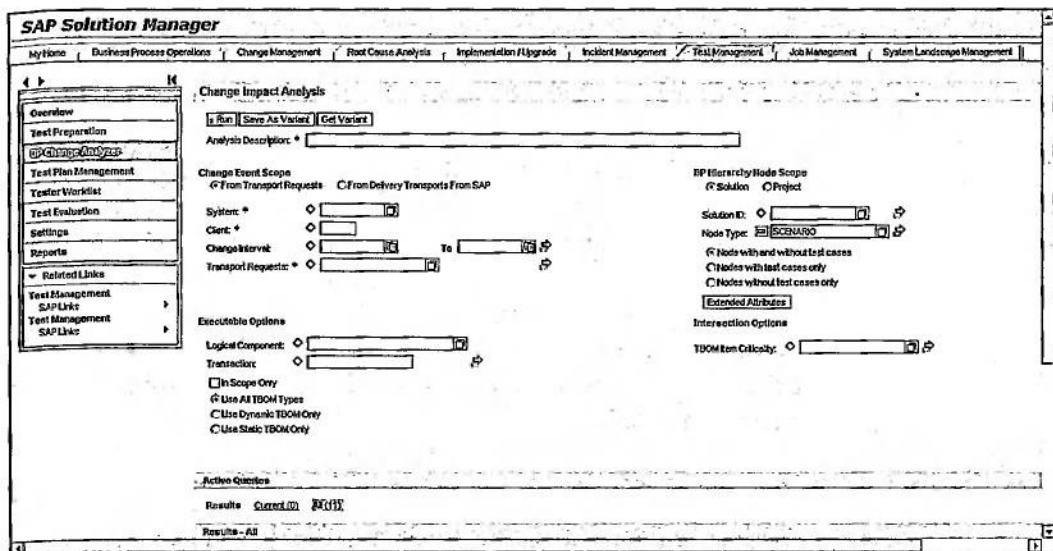 SAP Solution Manager
My Home Business Process Operations Change Management Root Cause Analysis Implementation / Upgrade Incident Management Test Management Job Management System Landscape Management
Overview
Test Preparation
BP Change Analyzer
Test Plan Management
Tester Worklist
Test Evaluation
Settings
Reports
Related Links
Test Management
SAP Links
Test Management
SAP Links
Change Impact Analysis
Run Save As Variant Get Variant
Analysis Description: *
Change Event Scope
From Transport Requests From Delivery Transports From SAP
System: *
Client: *
Change Interval: To
Transport Requests: *
BP Hierarchy Node Scope
Solution Project
Solution ID:
Node Type: SCENARIO
Nodes with and without test cases
Nodes with test cases only
Nodes without test cases only
Extended Attributes
Executable Options
Logical Component:
Transaction:
In Scope Only
Use All TBOM Types
Use Dynamic TBOM Only
Use Static TBOM Only
Intersection Options
TBOM Item Criticality:
Active Queries
Results Current (0) All (11)
Results - All